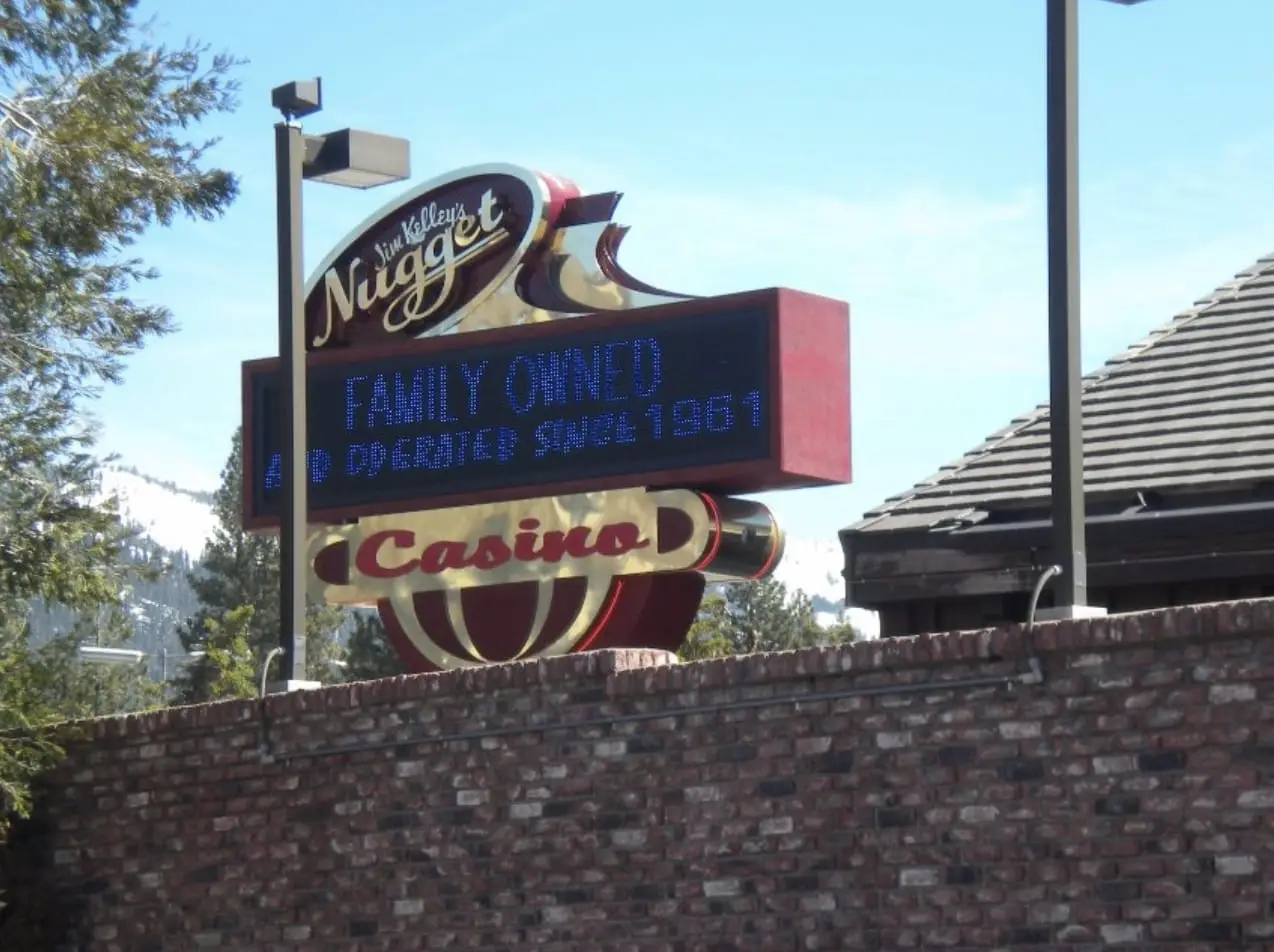 Jim Kelley's
Nugget
FAMILY OWNED
AND OPERATED SINCE 1961
Casino